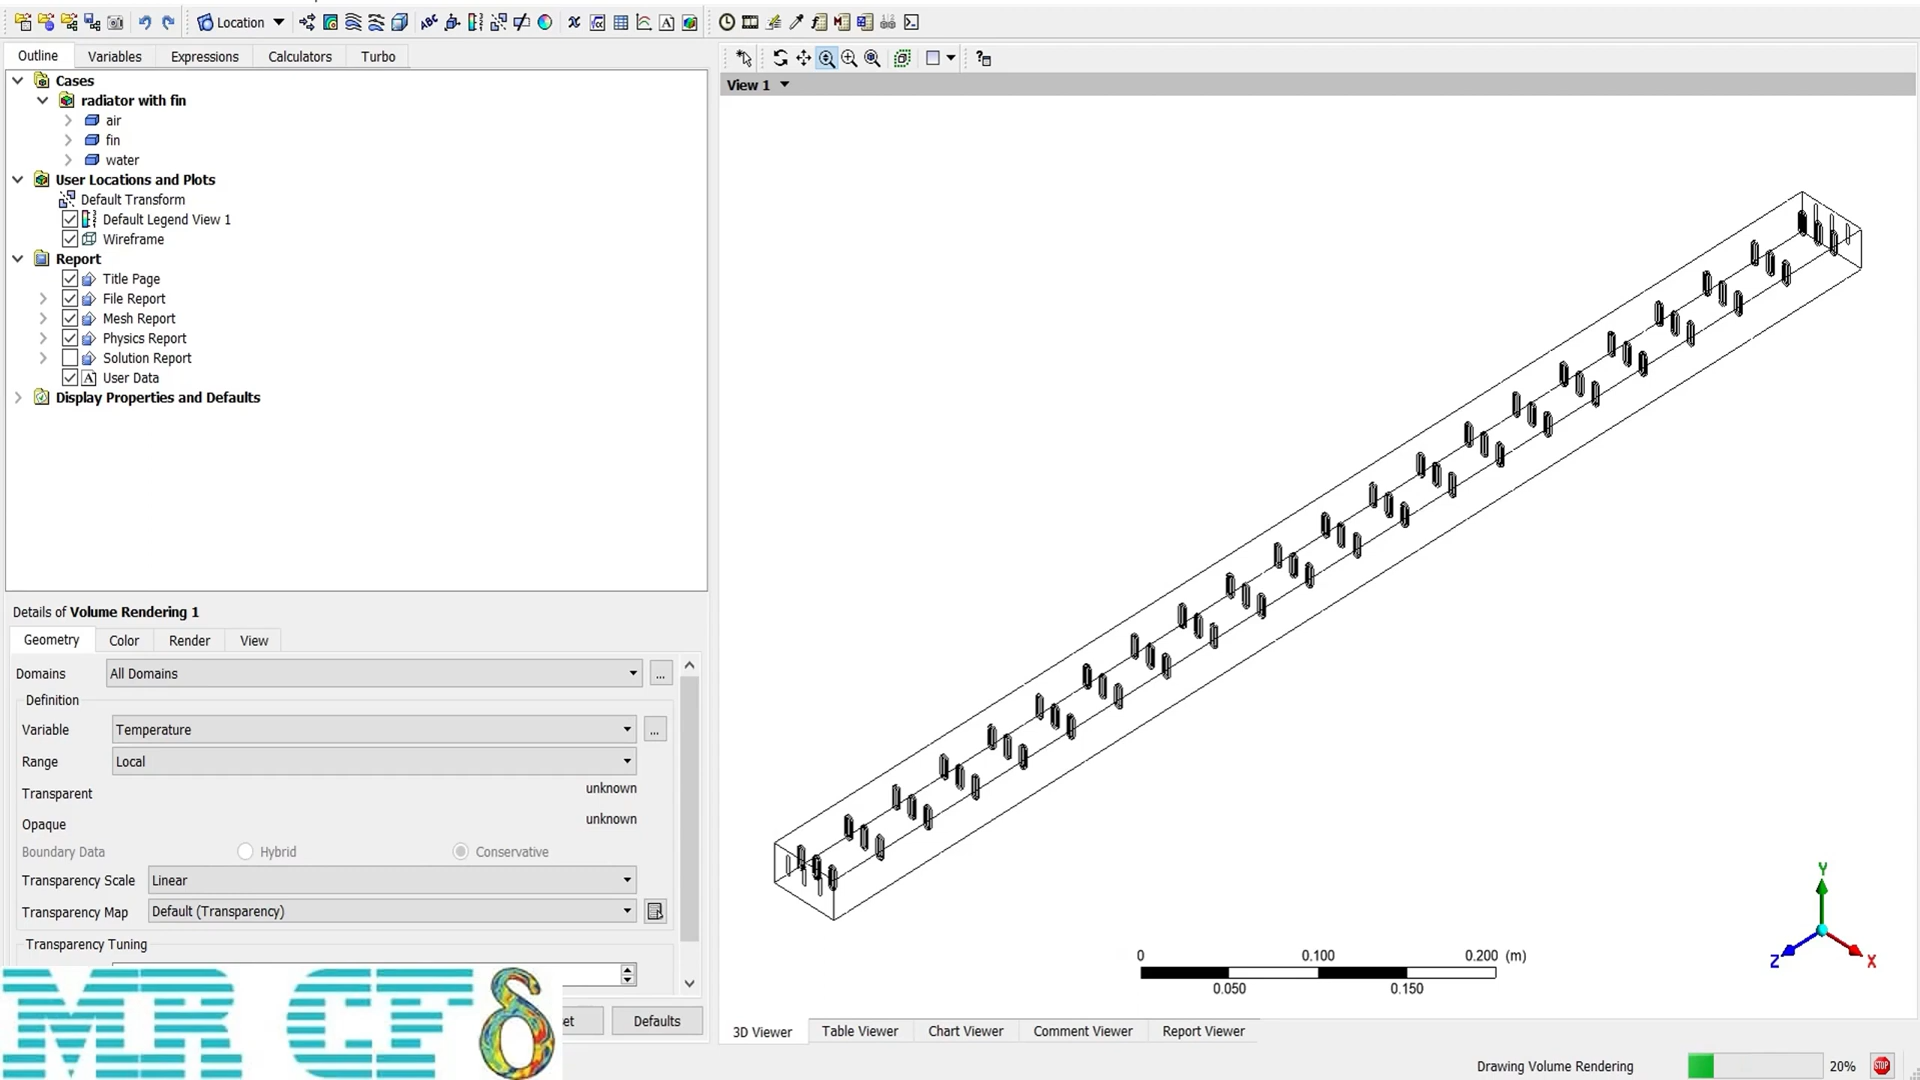 Location
Outline
Variables
Expressions
Calculators
Turbo
Cases
radiator with fin
air
fin
water
User Locations and Plots
Default Transform
Default Legend View 1
Wireframe
Report
Title Page
File Report
Mesh Report
Physics Report
Solution Report
User Data
Display Properties and Defaults
Details of Volume Rendering 1
Geometry
Color
Render
View
Domains
All Domains
...
Definition
Variable
Temperature
...
Range
Local
Transparent
unknown
Opaque
unknown
Boundary Data
Hybrid
Conservative
Transparency Scale
Linear
Transparency Map
Default (Transparency)
Transparency Tuning
et
Defaults
MR CFD
View 1
Y
Z
X
0
0.100
0.200
(m)
0.050
0.150
3D Viewer
Table Viewer
Chart Viewer
Comment Viewer
Report Viewer
Drawing Volume Rendering
20%
STOP